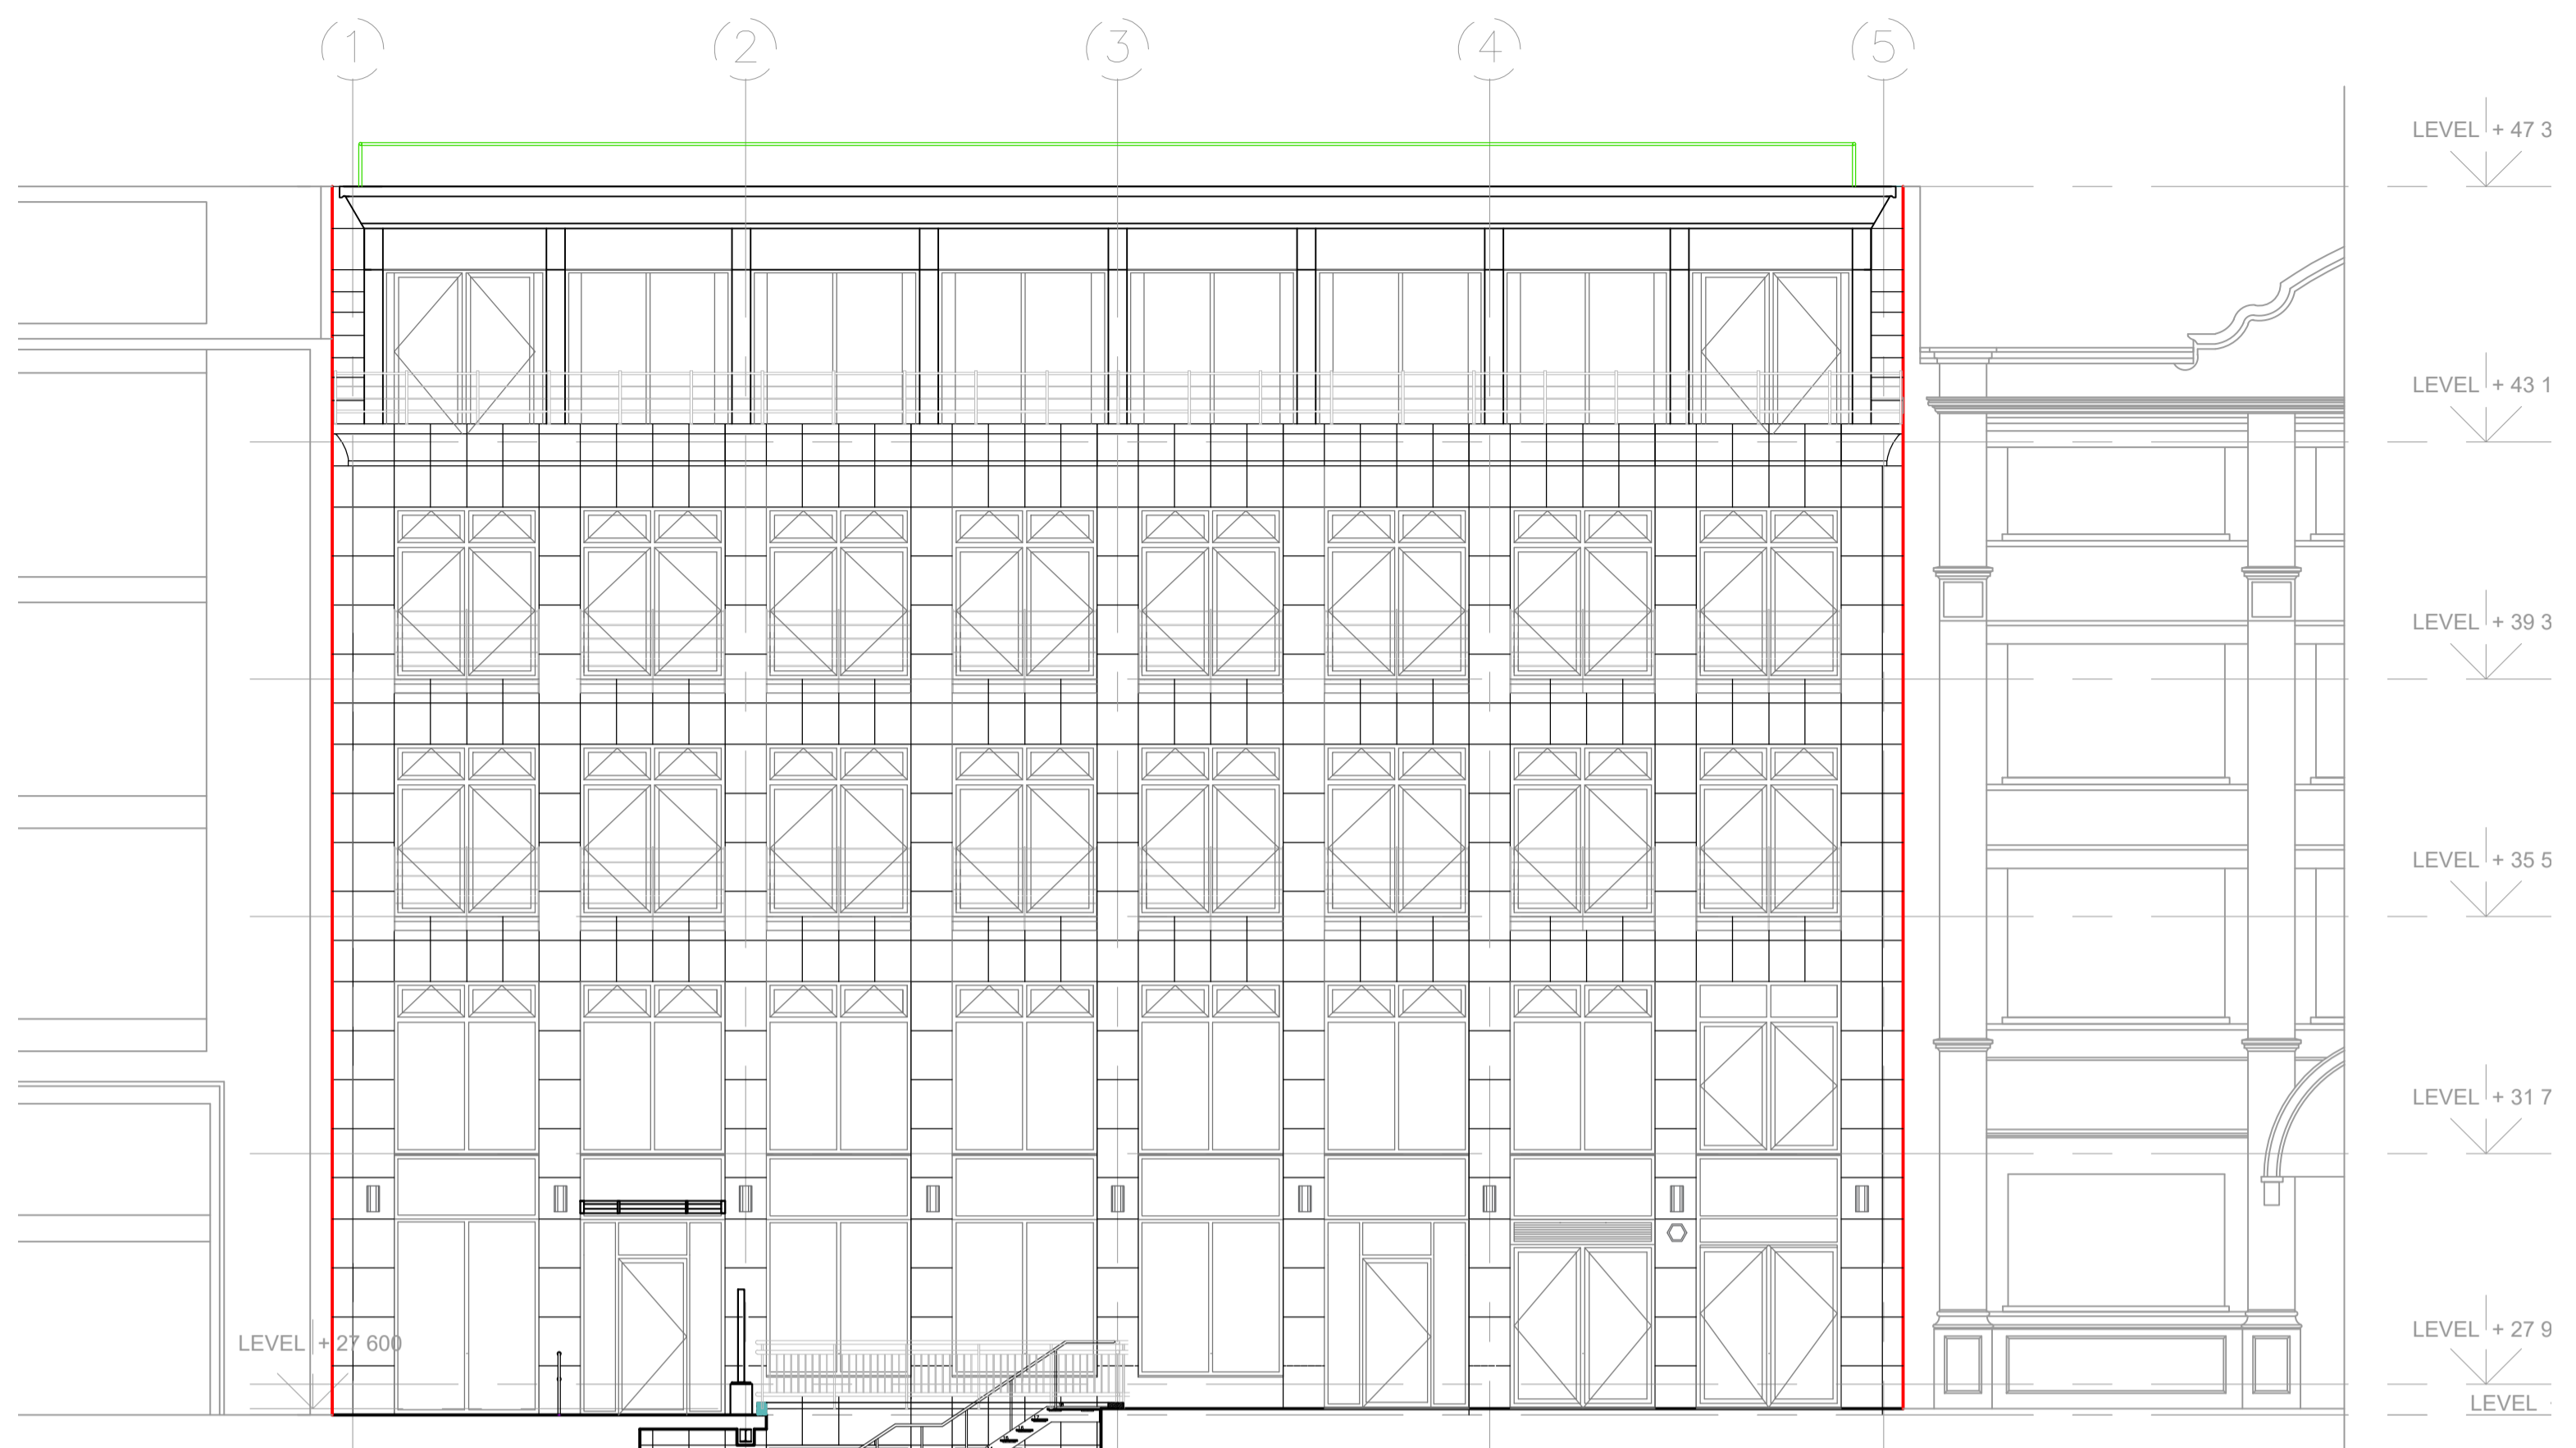 1 2 3 4 5
LEVEL + 47 3
LEVEL + 43 1
LEVEL + 39 3
LEVEL + 35 5
LEVEL + 31 7
LEVEL + 27 9
LEVEL + 27 600
LEVEL